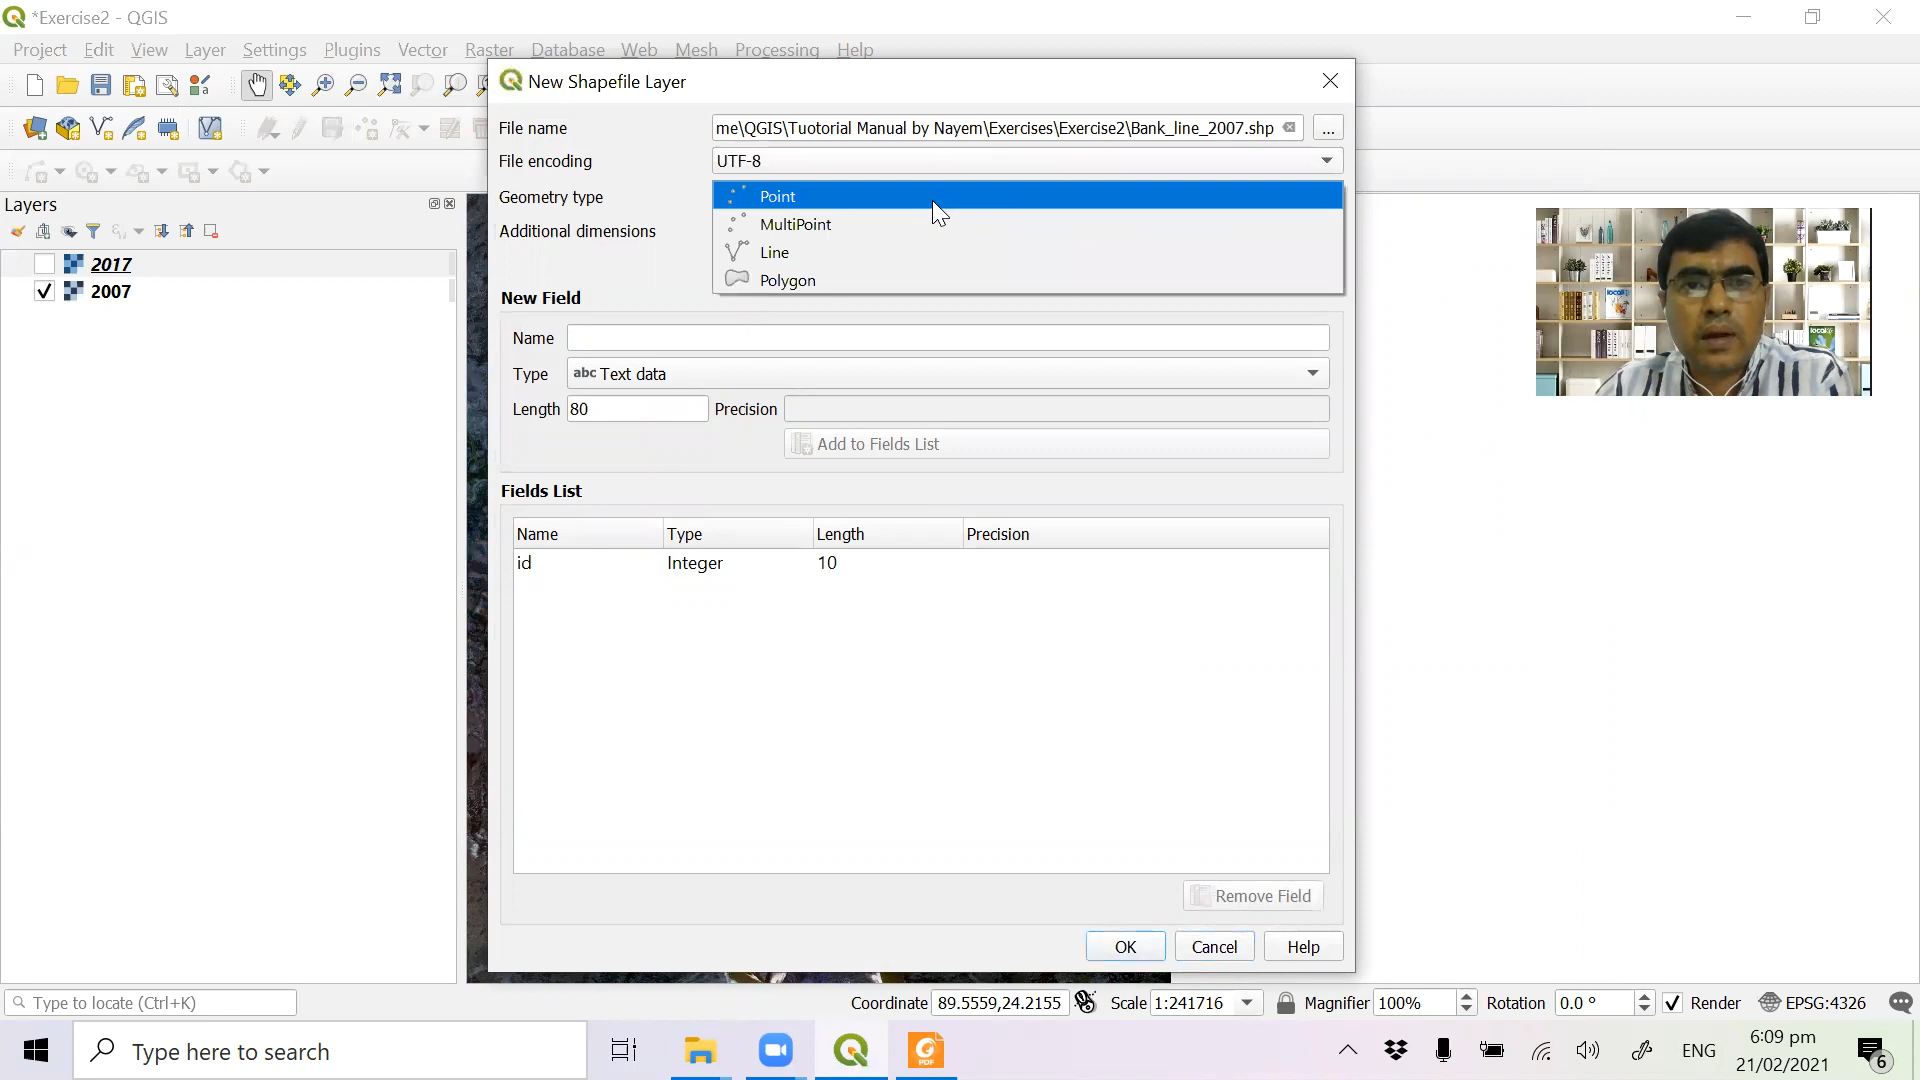 *Exercise2 - QGIS
Project Edit View Layer Settings Plugins Vector Raster Database Web Mesh Processing Help
New Shapefile Layer
File name me\QGIS\Tuotorial Manual by Nayem\Exercises\Exercise2\Bank_line_2007.shp ...
File encoding UTF-8
Geometry type Point
MultiPoint
Additional dimensions
Line
Polygon
Layers
2017
2007
New Field
Name
Type abc Text data
Length 80 Precision
Add to Fields List
Fields List
Name Type Length Precision
id Integer 10
Remove Field
OK Cancel Help
Type to locate (Ctrl+K) Coordinate 89.5559,24.2155 Scale 1:241716 Magnifier 100% Rotation 0.0 ° Render EPSG:4326
Type here to search
PDF
ENG
6:09 pm
21/02/2021
6